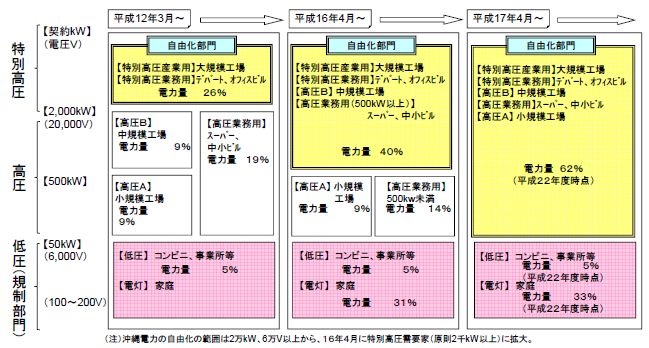 平成12年3月~
平成16年4月~
平成17年4月~
特別高圧
高圧
低圧(規制部門)
【契約kW】
(電圧V)
【2,000kW】
(20,000V)
【500kW】
【50kW】
(6,000V)
(100~200V)
自由化部門
【特別高圧産業用】大規模工場
【特別高圧業務用】デパート、オフィスビル
電力量 26%
【高圧B】
中規模工場
電力量 9%
【高圧業務用】
スーパー、
中小ビル
電力量 19%
【高圧A】
小規模工場
電力量
9%
【低圧】 コンビニ、事業所等
電力量 5%
【電灯】 家庭
自由化部門
【特別高圧産業用】大規模工場
【特別高圧業務用】デパート、オフィスビル
【高圧B】中規模工場
【高圧業務用(500kW以上)】
スーパー、中小ビル
電力量 40%
【高圧A】小規模
工場
電力量
9%
【高圧業務用】
500kw未満
電力量 14%
【低圧】 コンビニ、事業所等
電力量 5%
【電灯】 家庭
電力量 31%
自由化部門
【特別高圧産業用】大規模工場
【特別高圧業務用】デパート、オフィスビル
【高圧B】中規模工場
【高圧業務用】スーパー、中小ビル
【高圧A】小規模工場
電力量 62%
(平成22年度時点)
【低圧】 コンビニ、事業所等
電力量 5%
(平成22年度時点)
【電灯】 家庭
電力量 33%
(平成22年度時点)
(注)沖縄電力の自由化の範囲は2万kW、6万V以上から、16年4月に特別高圧需要家(原則2千kW以上)に拡大。